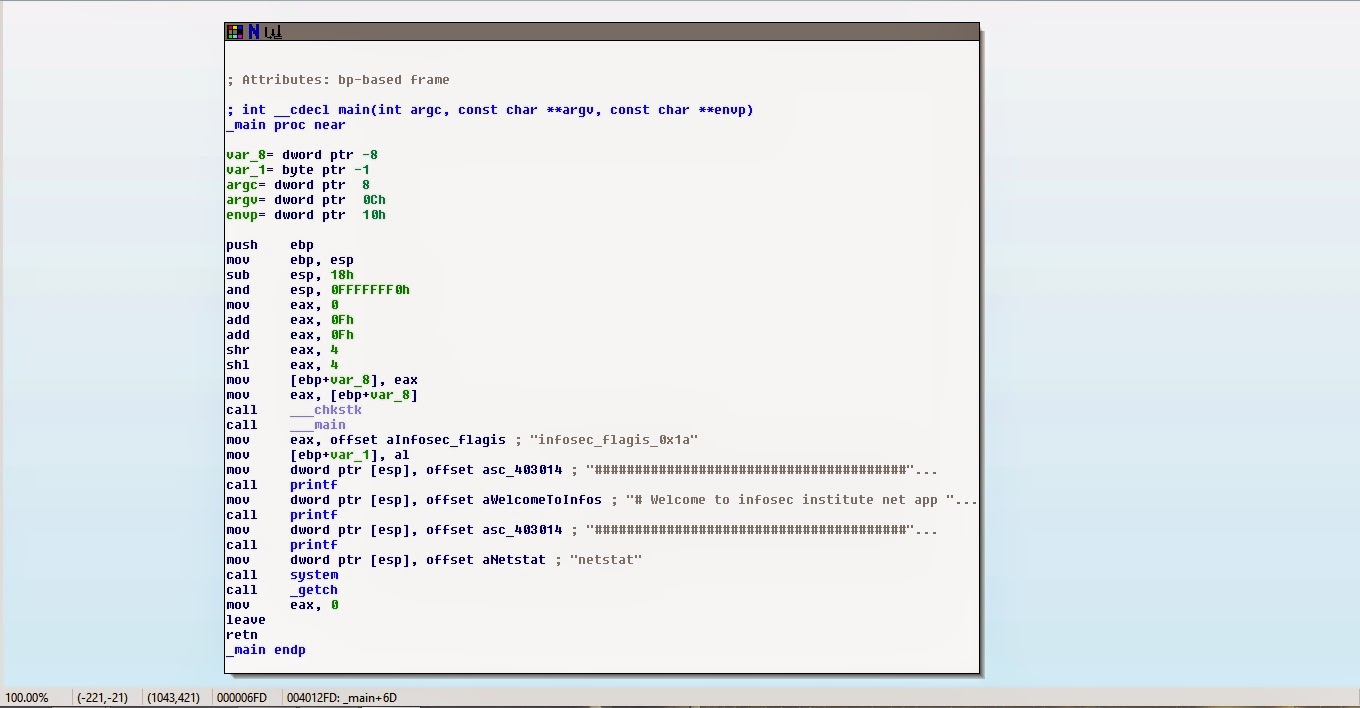 ; Attributes: bp-based frame
; int __cdecl main(int argc, const char **argv, const char **envp)
_main proc near
var_8= dword ptr -8
var_1= byte ptr -1
argc= dword ptr  8
argv= dword ptr  0Ch
envp= dword ptr  10h
push    ebp
mov     ebp, esp
sub     esp, 18h
and     esp, 0FFFFFFF0h
mov     eax, 0
add     eax, 0Fh
add     eax, 0Fh
shr     eax, 4
shl     eax, 4
mov     [ebp+var_8], eax
mov     eax, [ebp+var_8]
call    ___chkstk
call    ___main
mov     eax, offset aInfosec_flagis ; "infosec_flagis_0x1a"
mov     [ebp+var_1], al
mov     dword ptr [esp], offset asc_403014 ; "#######################################"...
call    printf
mov     dword ptr [esp], offset aWelcomeToInfos ; "# Welcome to infosec institute net app "...
call    printf
mov     dword ptr [esp], offset asc_403014 ; "#######################################"...
call    printf
mov     dword ptr [esp], offset aNetstat ; "netstat"
call    system
call    _getch
mov     eax, 0
leave
retn
_main endp
100.00% (-221,-21) (1043,421) 000006FD 004012FD: _main+6D